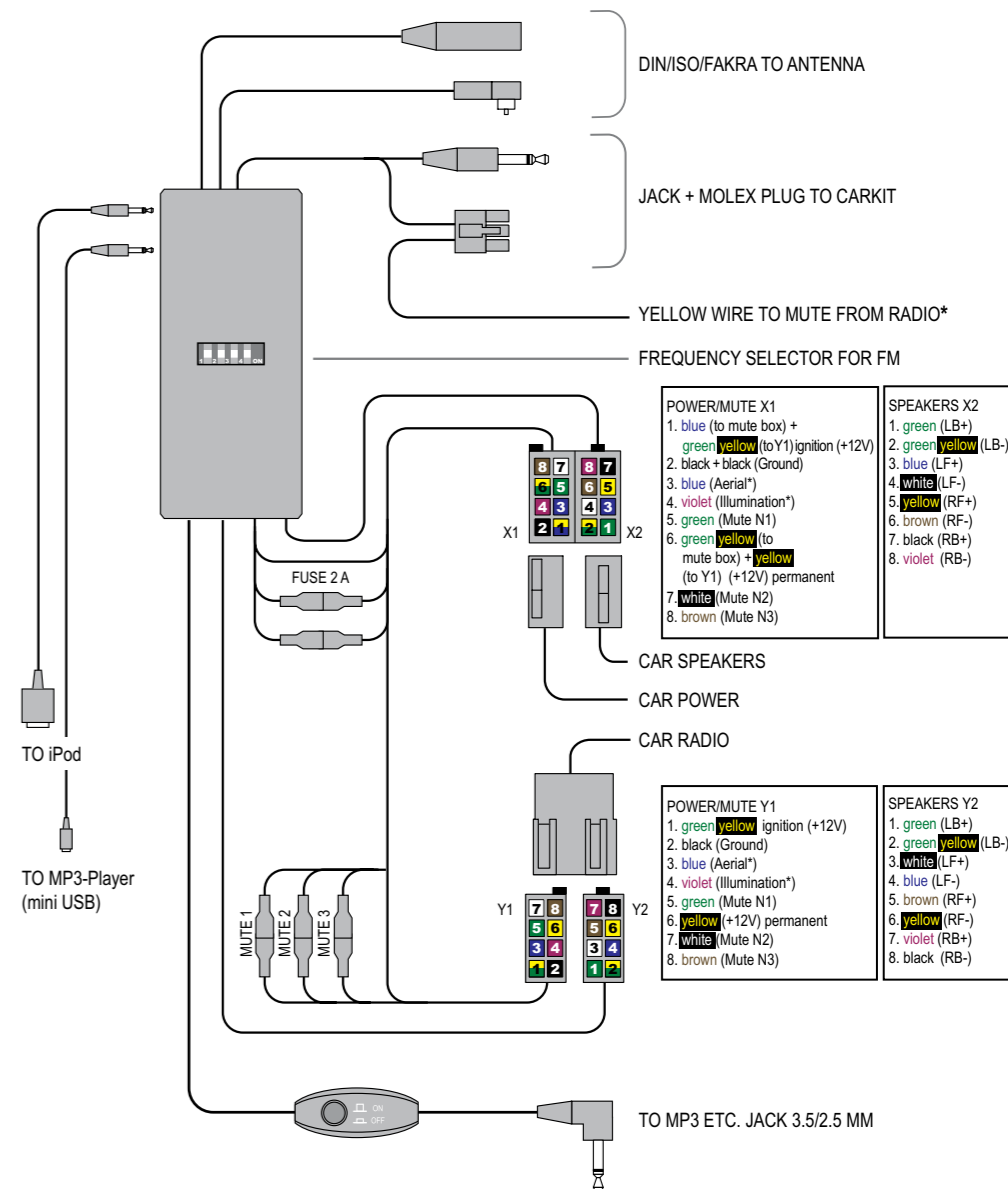 DIN/ISO/FAKRA TO ANTENNA
JACK + MOLEX PLUG TO CARKIT
YELLOW WIRE TO MUTE FROM RADIO*
1 2 3 4 ON
FREQUENCY SELECTOR FOR FM
POWER/MUTE X1
1. blue (to mute box) +
green yellow (to Y1) ignition (+12V)
2. black + black (Ground)
3. blue (Aerial*)
4. violet (Illumination*)
5. green (Mute N1)
6. green yellow (to
mute box) + yellow
(to Y1) (+12V) permanent
7. white (Mute N2)
8. brown (Mute N3)
SPEAKERS X2
1. green (LB+)
2. green yellow (LB-)
3. blue (LF+)
4. white (LF-)
5. yellow (RF+)
6. brown (RF-)
7. black (RB+)
8. violet (RB-)
8 7 8 7
6 5 6 5
4 3 4 3
X1 2 1 2 1 X2
FUSE 2 A
CAR SPEAKERS
CAR POWER
CAR RADIO
TO iPod
TO MP3-Player
(mini USB)
MUTE 1
MUTE 2
MUTE 3
Y1 7 8 7 8 Y2
5 6 5 6
3 4 3 4
1 2 1 2
POWER/MUTE Y1
1. green yellow ignition (+12V)
2. black (Ground)
3. blue (Aerial*)
4. violet (Illumination*)
5. green (Mute N1)
6. yellow (+12V) permanent
7. white (Mute N2)
8. brown (Mute N3)
SPEAKERS Y2
1. green (LB+)
2. green yellow (LB-)
3. white (LF+)
4. blue (LF-)
5. brown (RF+)
6. yellow (RF-)
7. violet (RB+)
8. black (RB-)
ON
OFF
TO MP3 ETC. JACK 3.5/2.5 MM